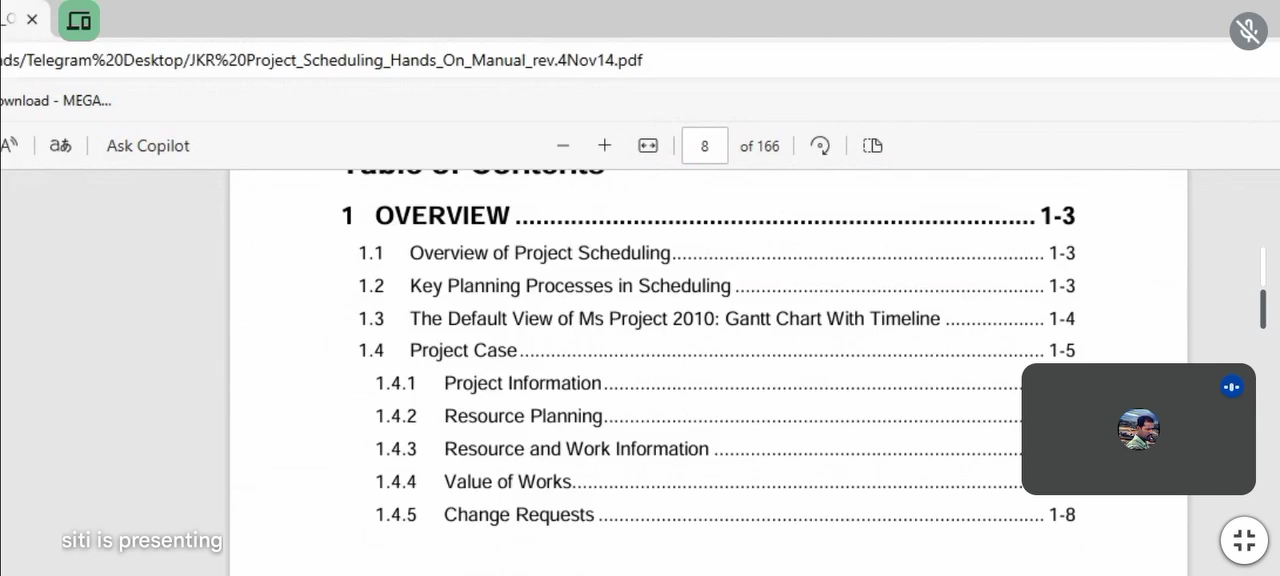 ads/Telegram%20Desktop/JKR%20Project_Scheduling_Hands_On_Manual_rev.4Nov14.pdf
ownload - MEGA...
A aあ Ask Copilot 8 of 166
Table of Contents
1 OVERVIEW ........................................................................... 1-3
1.1 Overview of Project Scheduling........................................................................... 1-3
1.2 Key Planning Processes in Scheduling .............................................................. 1-3
1.3 The Default View of Ms Project 2010: Gantt Chart With Timeline .................... 1-4
1.4 Project Case........................................................................................................ 1-5
1.4.1 Project Information....................................................................................
1.4.2 Resource Planning....................................................................................
1.4.3 Resource and Work Information ..............................................................
1.4.4 Value of Works..........................................................................................
1.4.5 Change Requests ......................................................................................... 1-8
siti is presenting